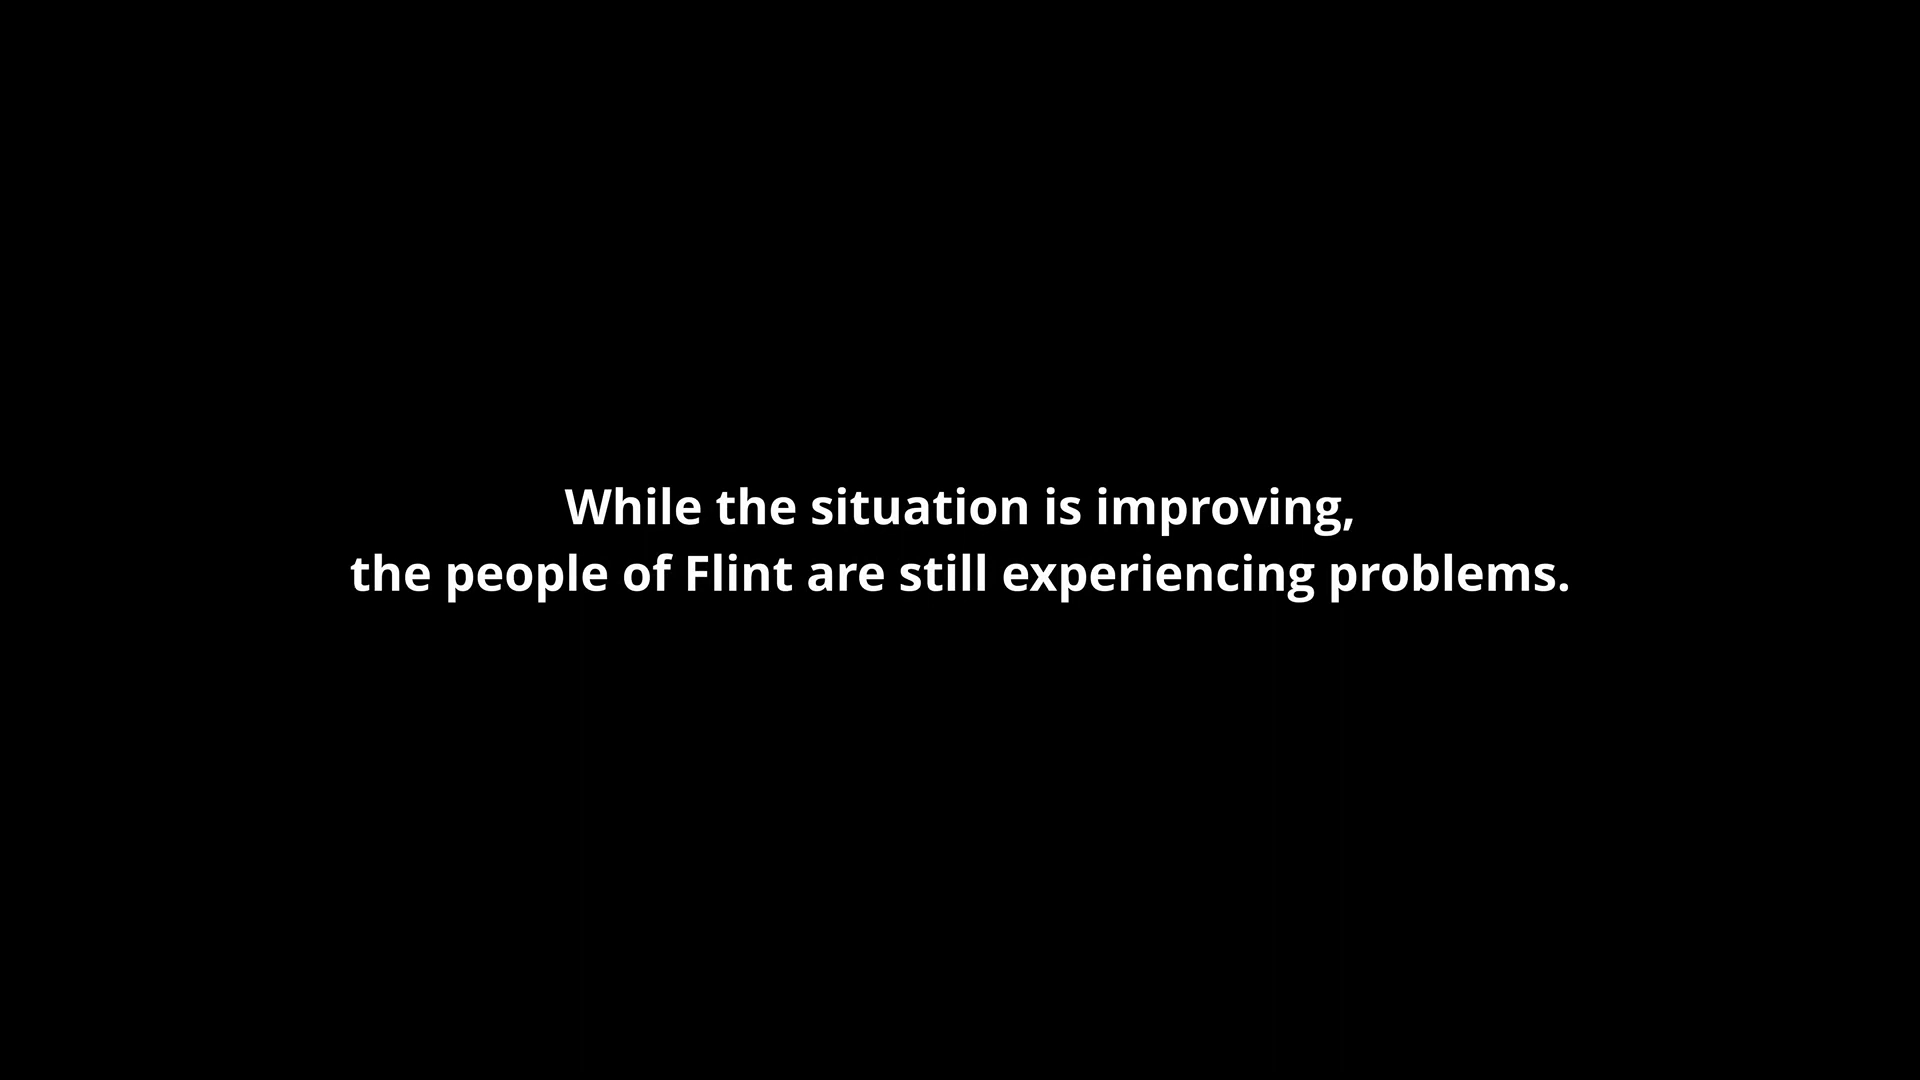 While the situation is improving,
the people of Flint are still experiencing problems.